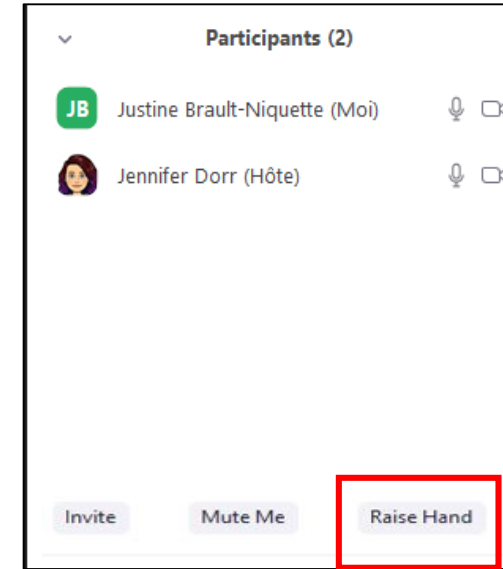 Participants (2)
JB Justine Brault-Niquette (Moi)
Jennifer Dorr (Hôte)
Invite Mute Me Raise Hand